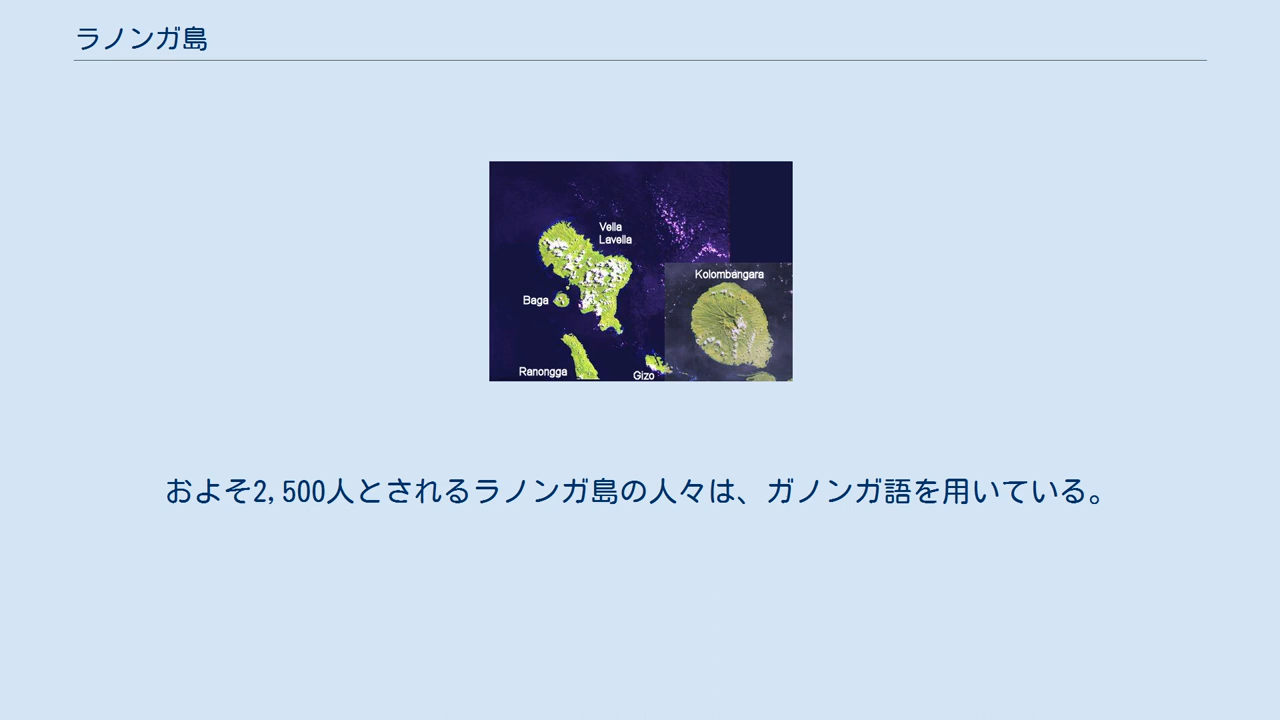 ラノンガ島
Vella
Lavella
Kolombangara
Baga
Ranongga
Gizo
およそ2,500人とされるラノンガ島の人々は、ガノンガ語を用いている。